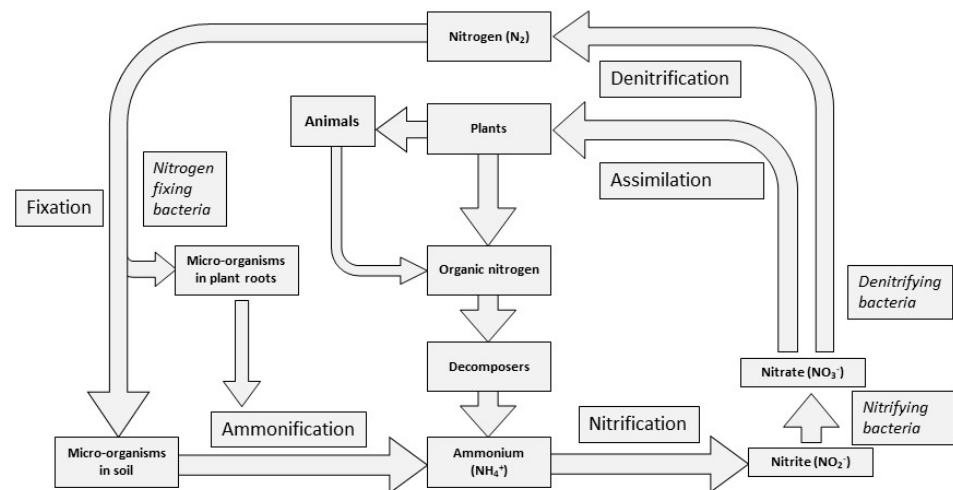 Nitrogen (N₂)
Denitrification
Animals
Plants
Nitrogen
fixing
bacteria
Fixation
Assimilation
Micro-organisms
in plant roots
Organic nitrogen
Denitrifying
bacteria
Decomposers
Nitrate (NO₃⁻)
Ammonification
Nitrification
Nitrifying
bacteria
Micro-organisms
in soil
Ammonium
(NH₄⁺)
Nitrite (NO₂⁻)